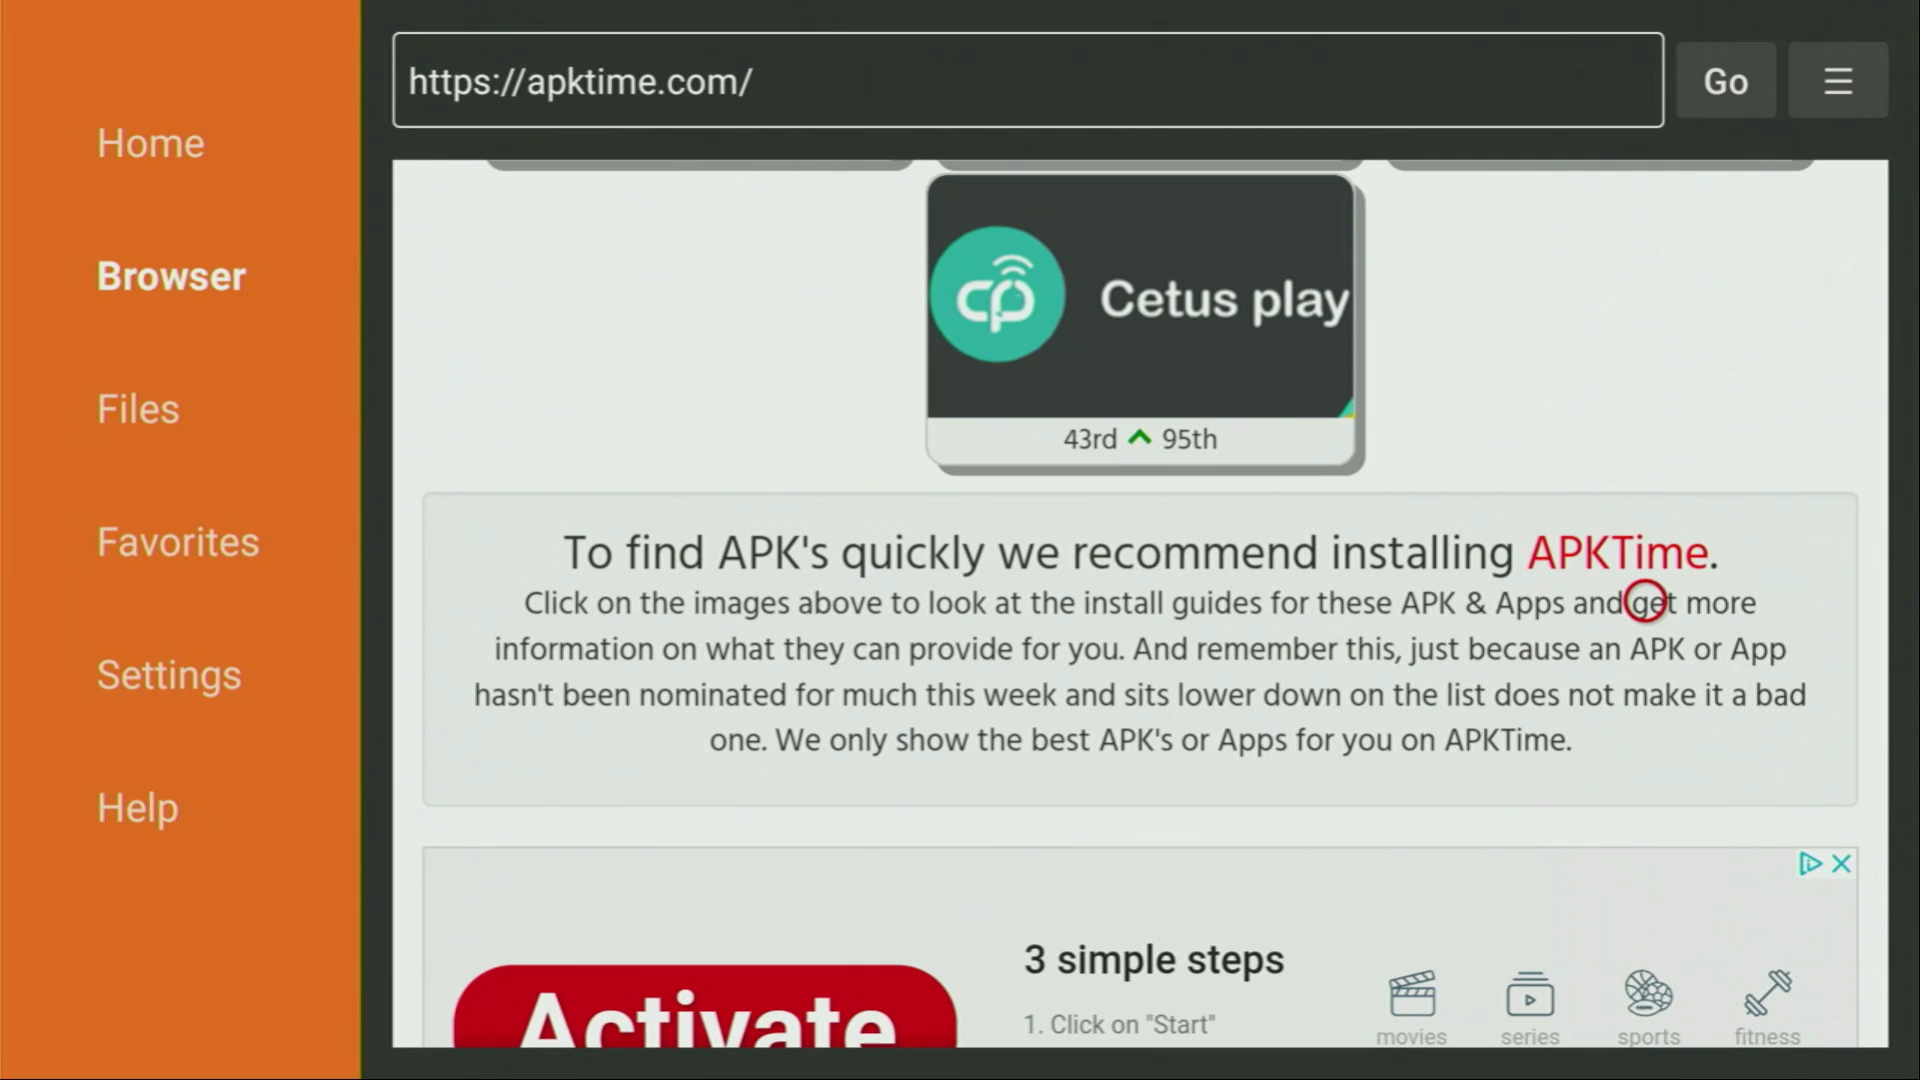 Home
Browser
Files
Favorites
Settings
Help
https://apktime.com/
Go
cp
Cetus play
43rd 95th
To find APK's quickly we recommend installing APKTime.
Click on the images above to look at the install guides for these APK & Apps and get more
information on what they can provide for you. And remember this, just because an APK or App
hasn't been nominated for much this week and sits lower down on the list does not make it a bad
one. We only show the best APK's or Apps for you on APKTime.
Activate
3 simple steps
1. Click on "Start"
movies
series
sports
fitness